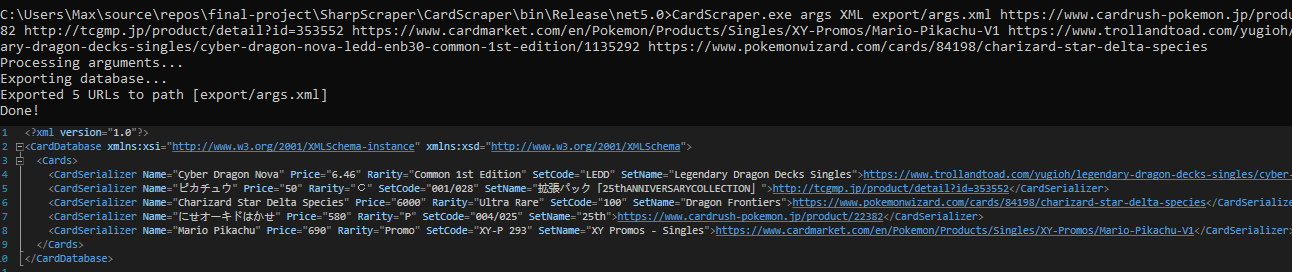 C:\Users\Max\source\repos\final-project\SharpScraper\CardScraper\bin\Release\net5.0>CardScraper.exe args XML export/args.xml https://www.cardrush-pokemon.jp/produ
82 http://tcgmp.jp/product/detail?id=353552 https://www.cardmarket.com/en/Pokemon/Products/Singles/XY-Promos/Mario-Pikachu-V1 https://www.trollandtoad.com/yugioh/
ary-dragon-decks-singles/cyber-dragon-nova-ledd-enb30-common-1st-edition/1135292 https://www.pokemonwizard.com/cards/84198/charizard-star-delta-species
Processing arguments...
Exporting database...
Exported 5 URLs to path [export/args.xml]
Done!
1 <?xml version="1.0"?>
2 <CardDatabase xmlns:xsi="http://www.w3.org/2001/XMLSchema-instance" xmlns:xsd="http://www.w3.org/2001/XMLSchema">
3 <Cards>
4 <CardSerializer Name="Cyber Dragon Nova" Price="6.46" Rarity="Common 1st Edition" SetCode="LEDD" SetName="Legendary Dragon Decks Singles">https://www.trollandtoad.com/yugioh/legendary-dragon-decks-singles/cyber-
5 <CardSerializer Name="ピカチュウ" Price="50" Rarity="C" SetCode="001/028" SetName="拡張パック「25thANNIVERSARYCOLLECTION」">http://tcgmp.jp/product/detail?id=353552</CardSerializer>
6 <CardSerializer Name="Charizard Star Delta Species" Price="6000" Rarity="Ultra Rare" SetCode="100" SetName="Dragon Frontiers">https://www.pokemonwizard.com/cards/84198/charizard-star-delta-species</CardSerializ
7 <CardSerializer Name="にせオーキドはかせ" Price="580" Rarity="P" SetCode="004/025" SetName="25th">https://www.cardrush-pokemon.jp/product/22382</CardSerializer>
8 <CardSerializer Name="Mario Pikachu" Price="690" Rarity="Promo" SetCode="XY-P 293" SetName="XY Promos - Singles">https://www.cardmarket.com/en/Pokemon/Products/Singles/XY-Promos/Mario-Pikachu-V1</CardSerializer>
9 </Cards>
10 </CardDatabase>